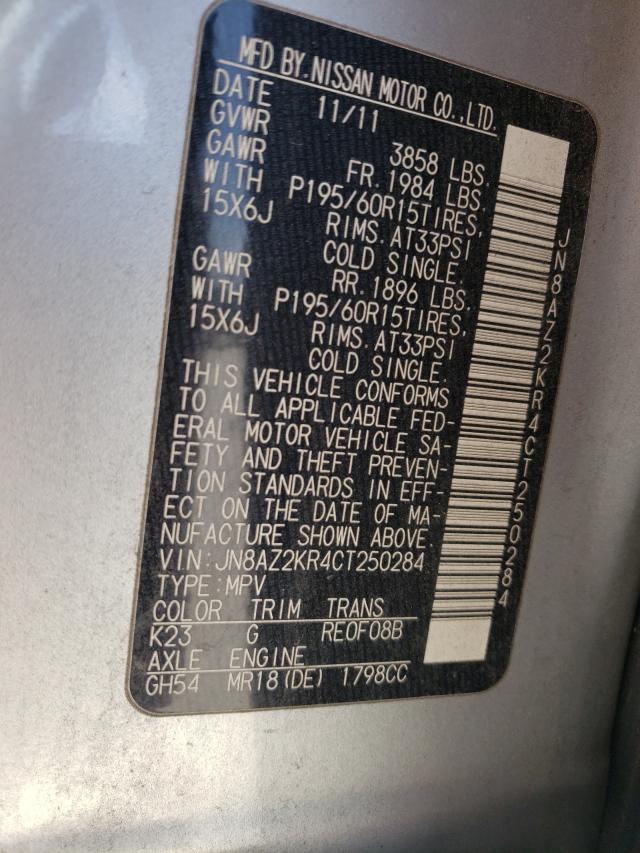 MFD BY.NISSAN MOTOR CO.,LTD.
DATE 11/11
GVWR 3858 LBS.
GAWR FR. 1984 LBS.
WITH P195/60R15TIRES,
15X6J RIMS. AT33PSI
COLD SINGLE.
GAWR RR. 1896 LBS.
WITH P195/60R15TIRES,
15X6J RIMS. AT33PSI
COLD SINGLE.
THIS VEHICLE CONFORMS
TO ALL APPLICABLE FED-
ERAL MOTOR VEHICLE SA-
FETY AND THEFT PREVEN-
TION STANDARDS IN EFF-
ECT ON THE DATE OF MA-
NUFACTURE SHOWN ABOVE.
VIN:JN8AZ2KR4CT250284
TYPE:MPV
COLOR TRIM TRANS
K23 G RE0F08B
AXLE ENGINE
GH54 MR18(DE) 1798CC
JN8AZ2KR4CT250284